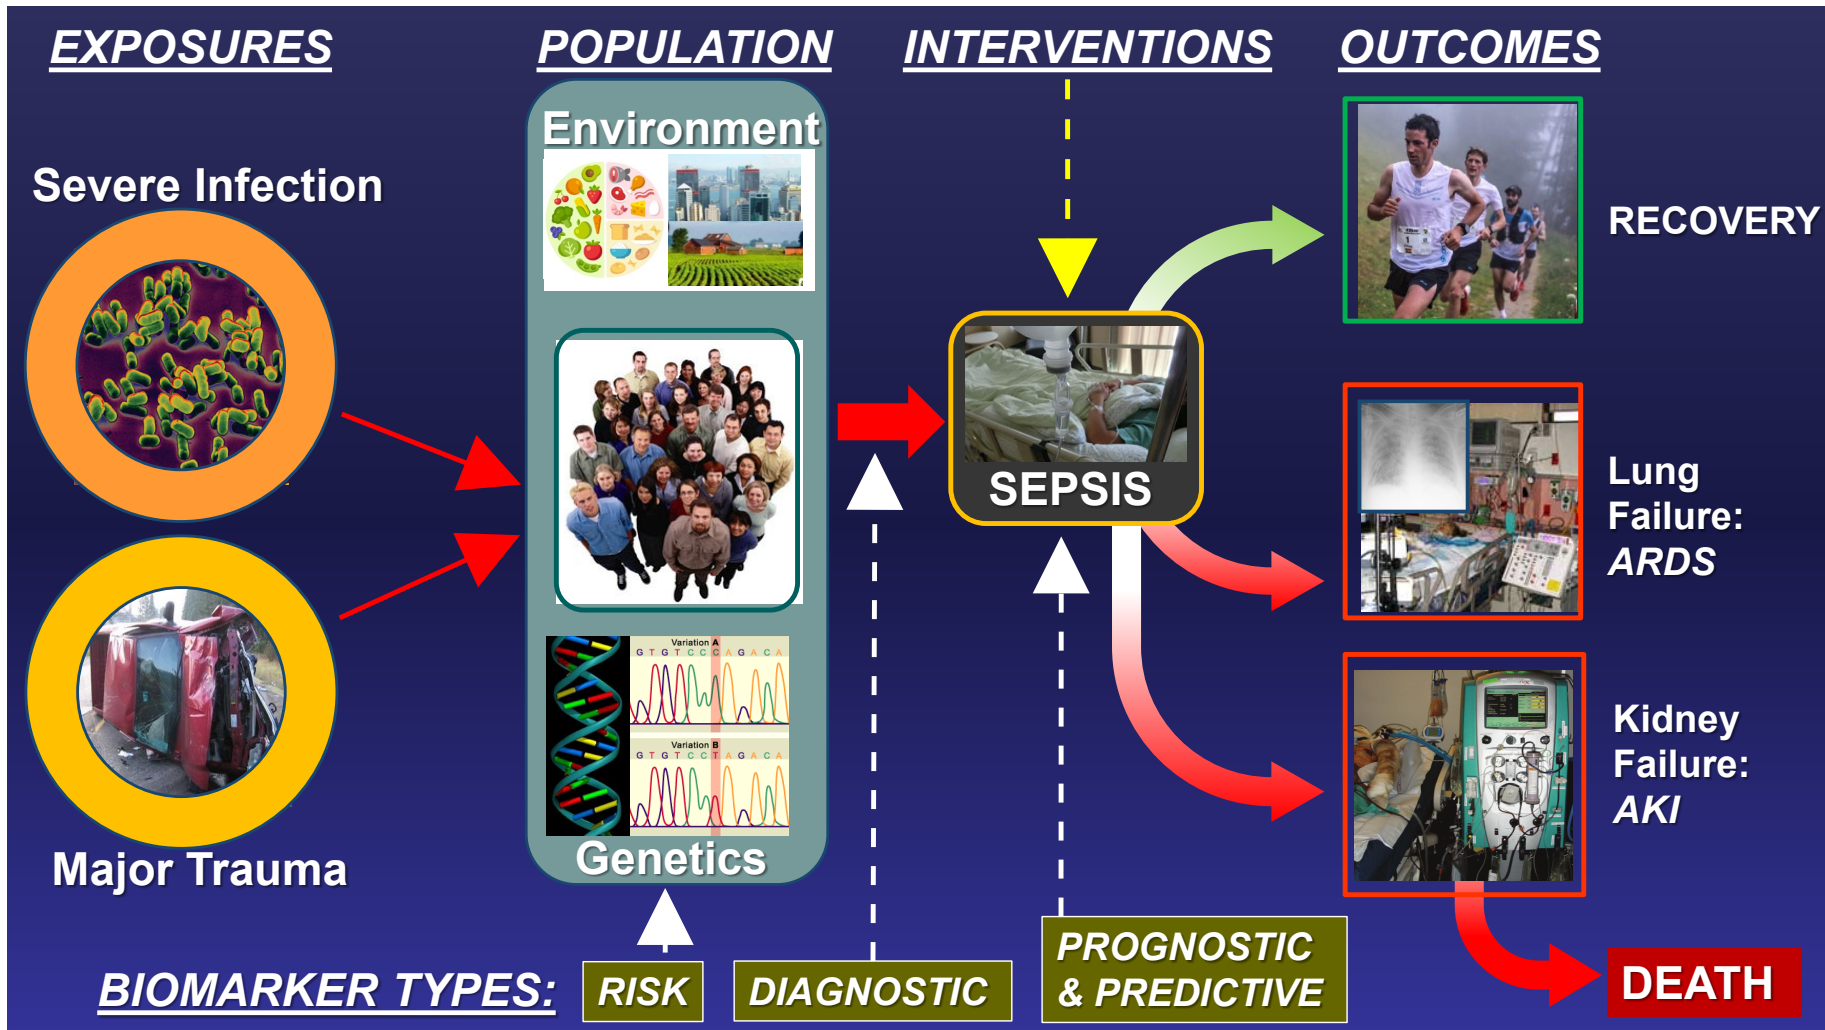 EXPOSURES
POPULATION
INTERVENTIONS
OUTCOMES
Severe Infection
Major Trauma
Environment
Variation A
G T G T C C C A G A C A
Variation B
G T G T C C T A G A C A
Genetics
SEPSIS
RECOVERY
Lung
Failure:
ARDS
Kidney
Failure:
AKI
DEATH
BIOMARKER TYPES:
RISK
DIAGNOSTIC
PROGNOSTIC
& PREDICTIVE
1